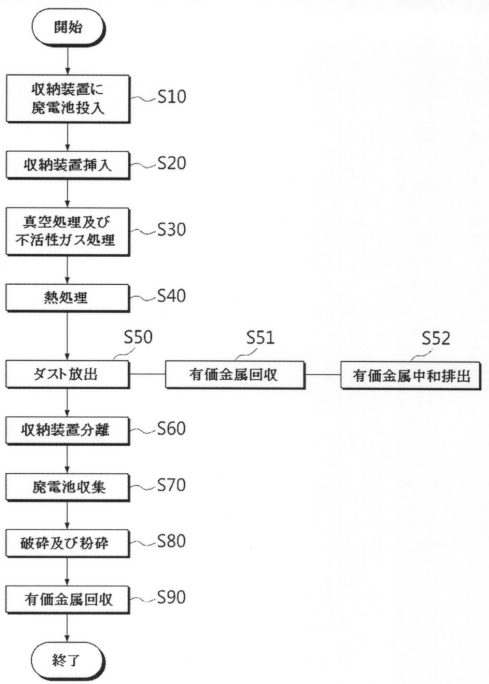 開始
収納装置に
廃電池投入
S10
収納装置挿入
S20
真空処理及び
不活性ガス処理
S30
熱処理
S40
S50
S51
S52
ダスト放出
有価金属回収
有価金属中和排出
収納装置分離
S60
廃電池収集
S70
破砕及び粉砕
S80
有価金属回収
S90
終了